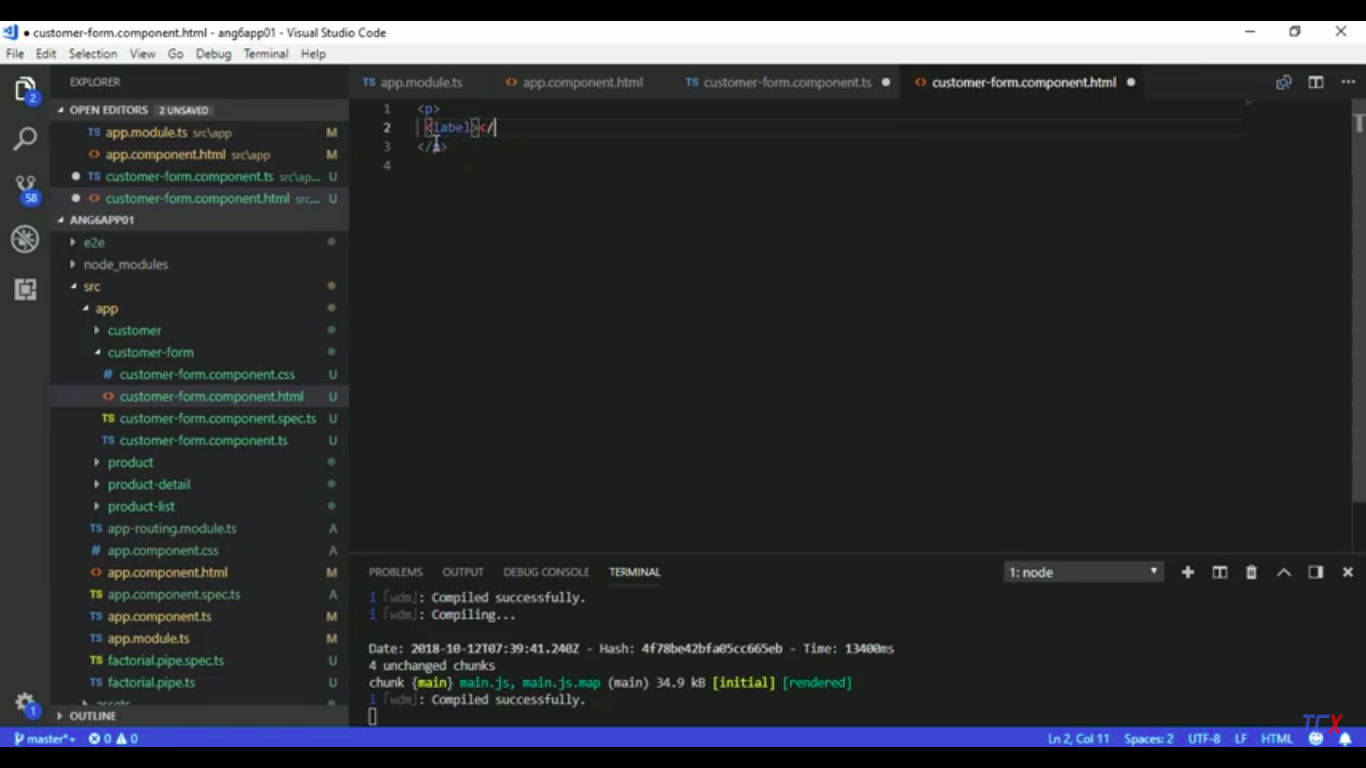 customer-form.component.html - ang6app01 - Visual Studio Code
File Edit Selection View Go Debug Terminal Help
EXPLORER
TS app.module.ts
<> app.component.html
TS customer-form.component.ts
<> customer-form.component.html
2
OPEN EDITORS 2 UNSAVED
TS app.module.ts src\app M
<> app.component.html src\app M
TS customer-form.component.ts src\ap... U
<> customer-form.component.html src... U
58
ANG6APP01
e2e
node_modules
src
app
customer
customer-form
# customer-form.component.css U
<> customer-form.component.html U
TS customer-form.component.spec.ts U
TS customer-form.component.ts U
product
product-detail
product-list
TS app-routing.module.ts A
# app.component.css A
<> app.component.html M
TS app.component.spec.ts A
TS app.component.ts M
TS app.module.ts M
TS factorial.pipe.spec.ts U
TS factorial.pipe.ts U
assets
1
OUTLINE
1 <p>
2 <label></
3 </p>
4
PROBLEMS OUTPUT DEBUG CONSOLE TERMINAL
1: node
i ｢wdm｣: Compiled successfully.
i ｢wdm｣: Compiling...
Date: 2018-10-12T07:39:41.240Z - Hash: 4f78be42bfa05cc665eb - Time: 13400ms
4 unchanged chunks
chunk {main} main.js, main.js.map (main) 34.9 kB [initial] [rendered]
i ｢wdm｣: Compiled successfully.
TCX
master*+ 0 0
Ln 2, Col 11 Spaces: 2 UTF-8 LF HTML